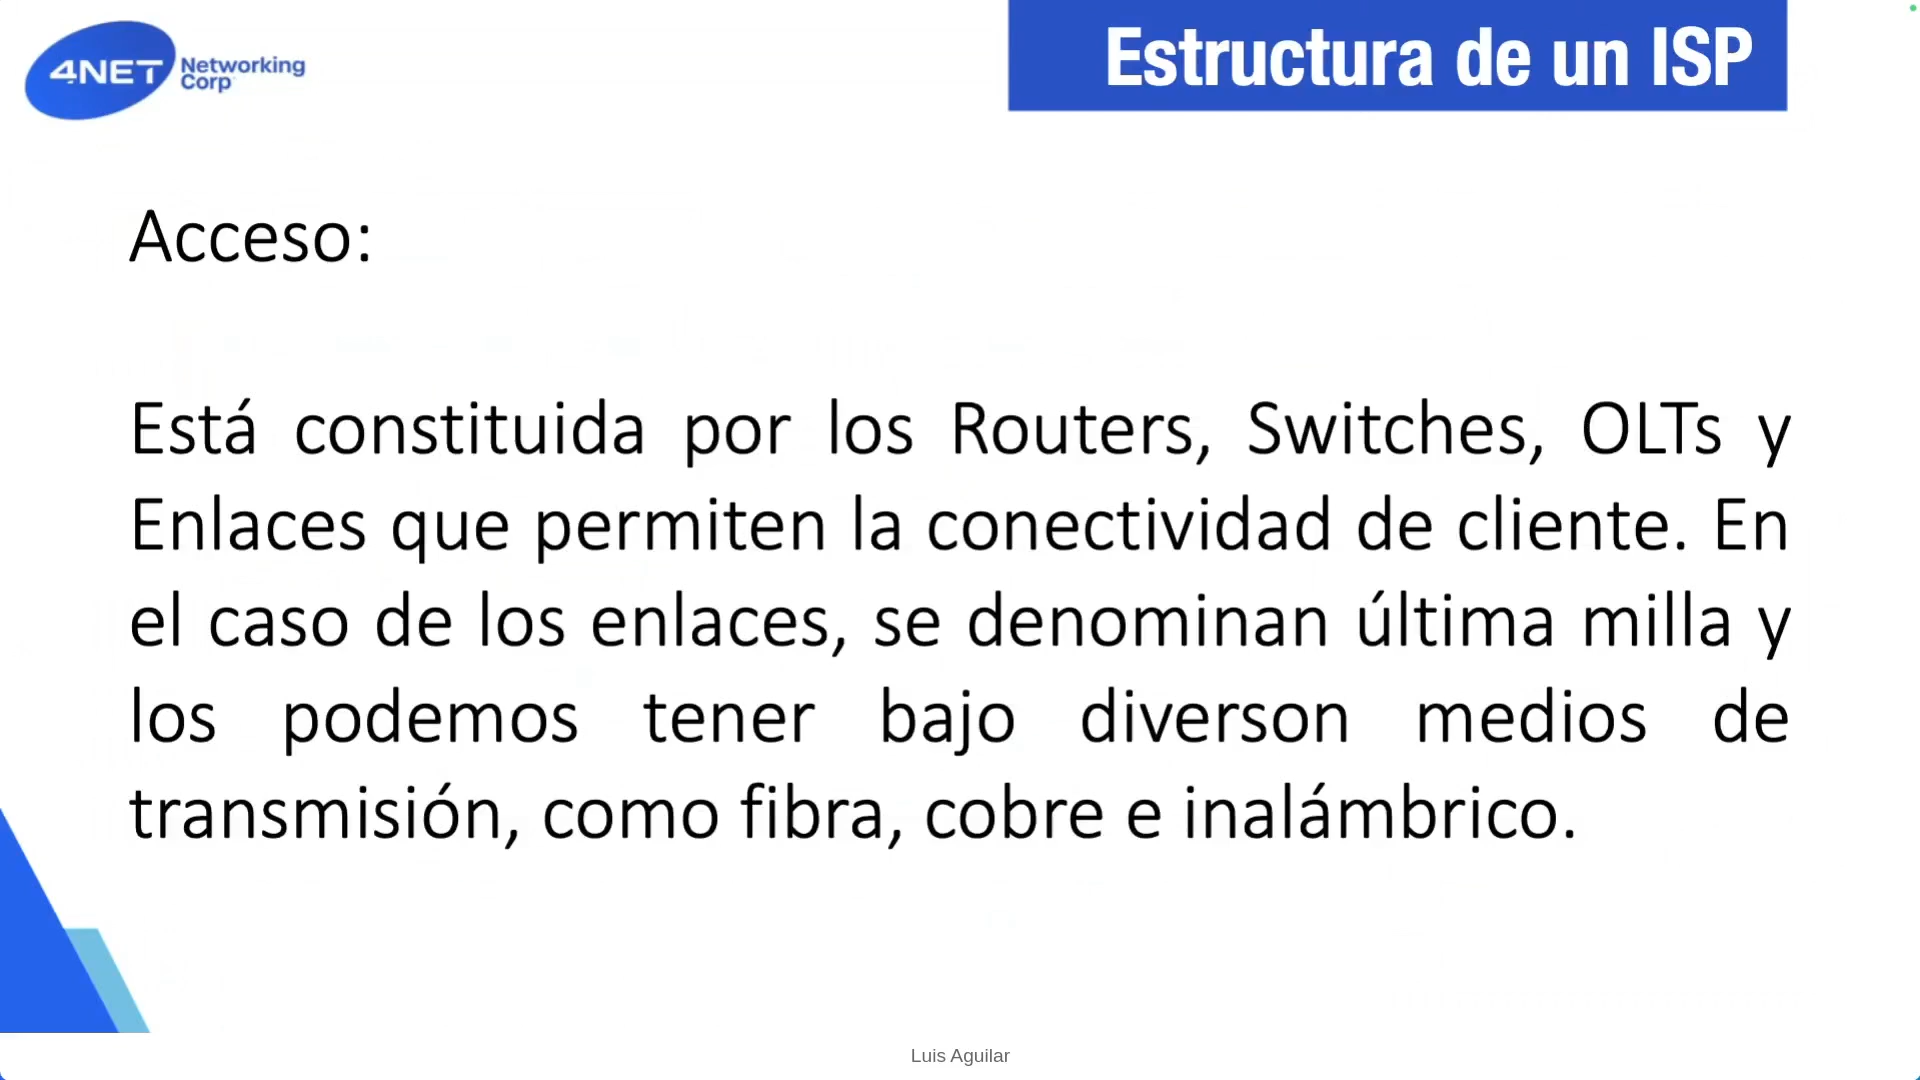 4NET Networking
Corp
Estructura de un ISP
Acceso:
Está constituida por los Routers, Switches, OLTs y
Enlaces que permiten la conectividad de cliente. En
el caso de los enlaces, se denominan última milla y
los podemos tener bajo diverson medios de
transmisión, como fibra, cobre e inalámbrico.
Luis Aguilar